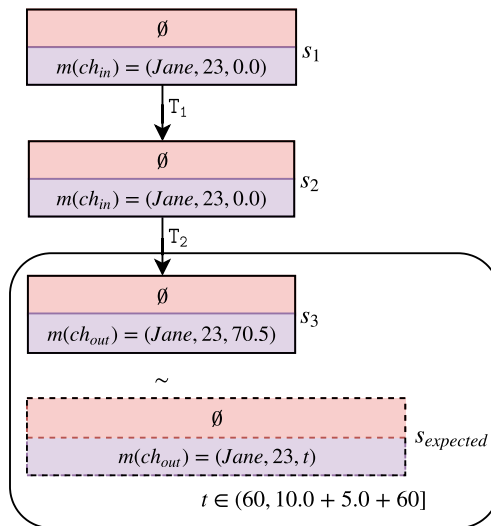 ∅
m(ch_in) = (Jane, 23, 0.0)
s_1
T_1
∅
m(ch_in) = (Jane, 23, 0.0)
s_2
T_2
∅
m(ch_out) = (Jane, 23, 70.5)
s_3
~
∅
m(ch_out) = (Jane, 23, t)
s_expected
t ∈ (60, 10.0 + 5.0 + 60]